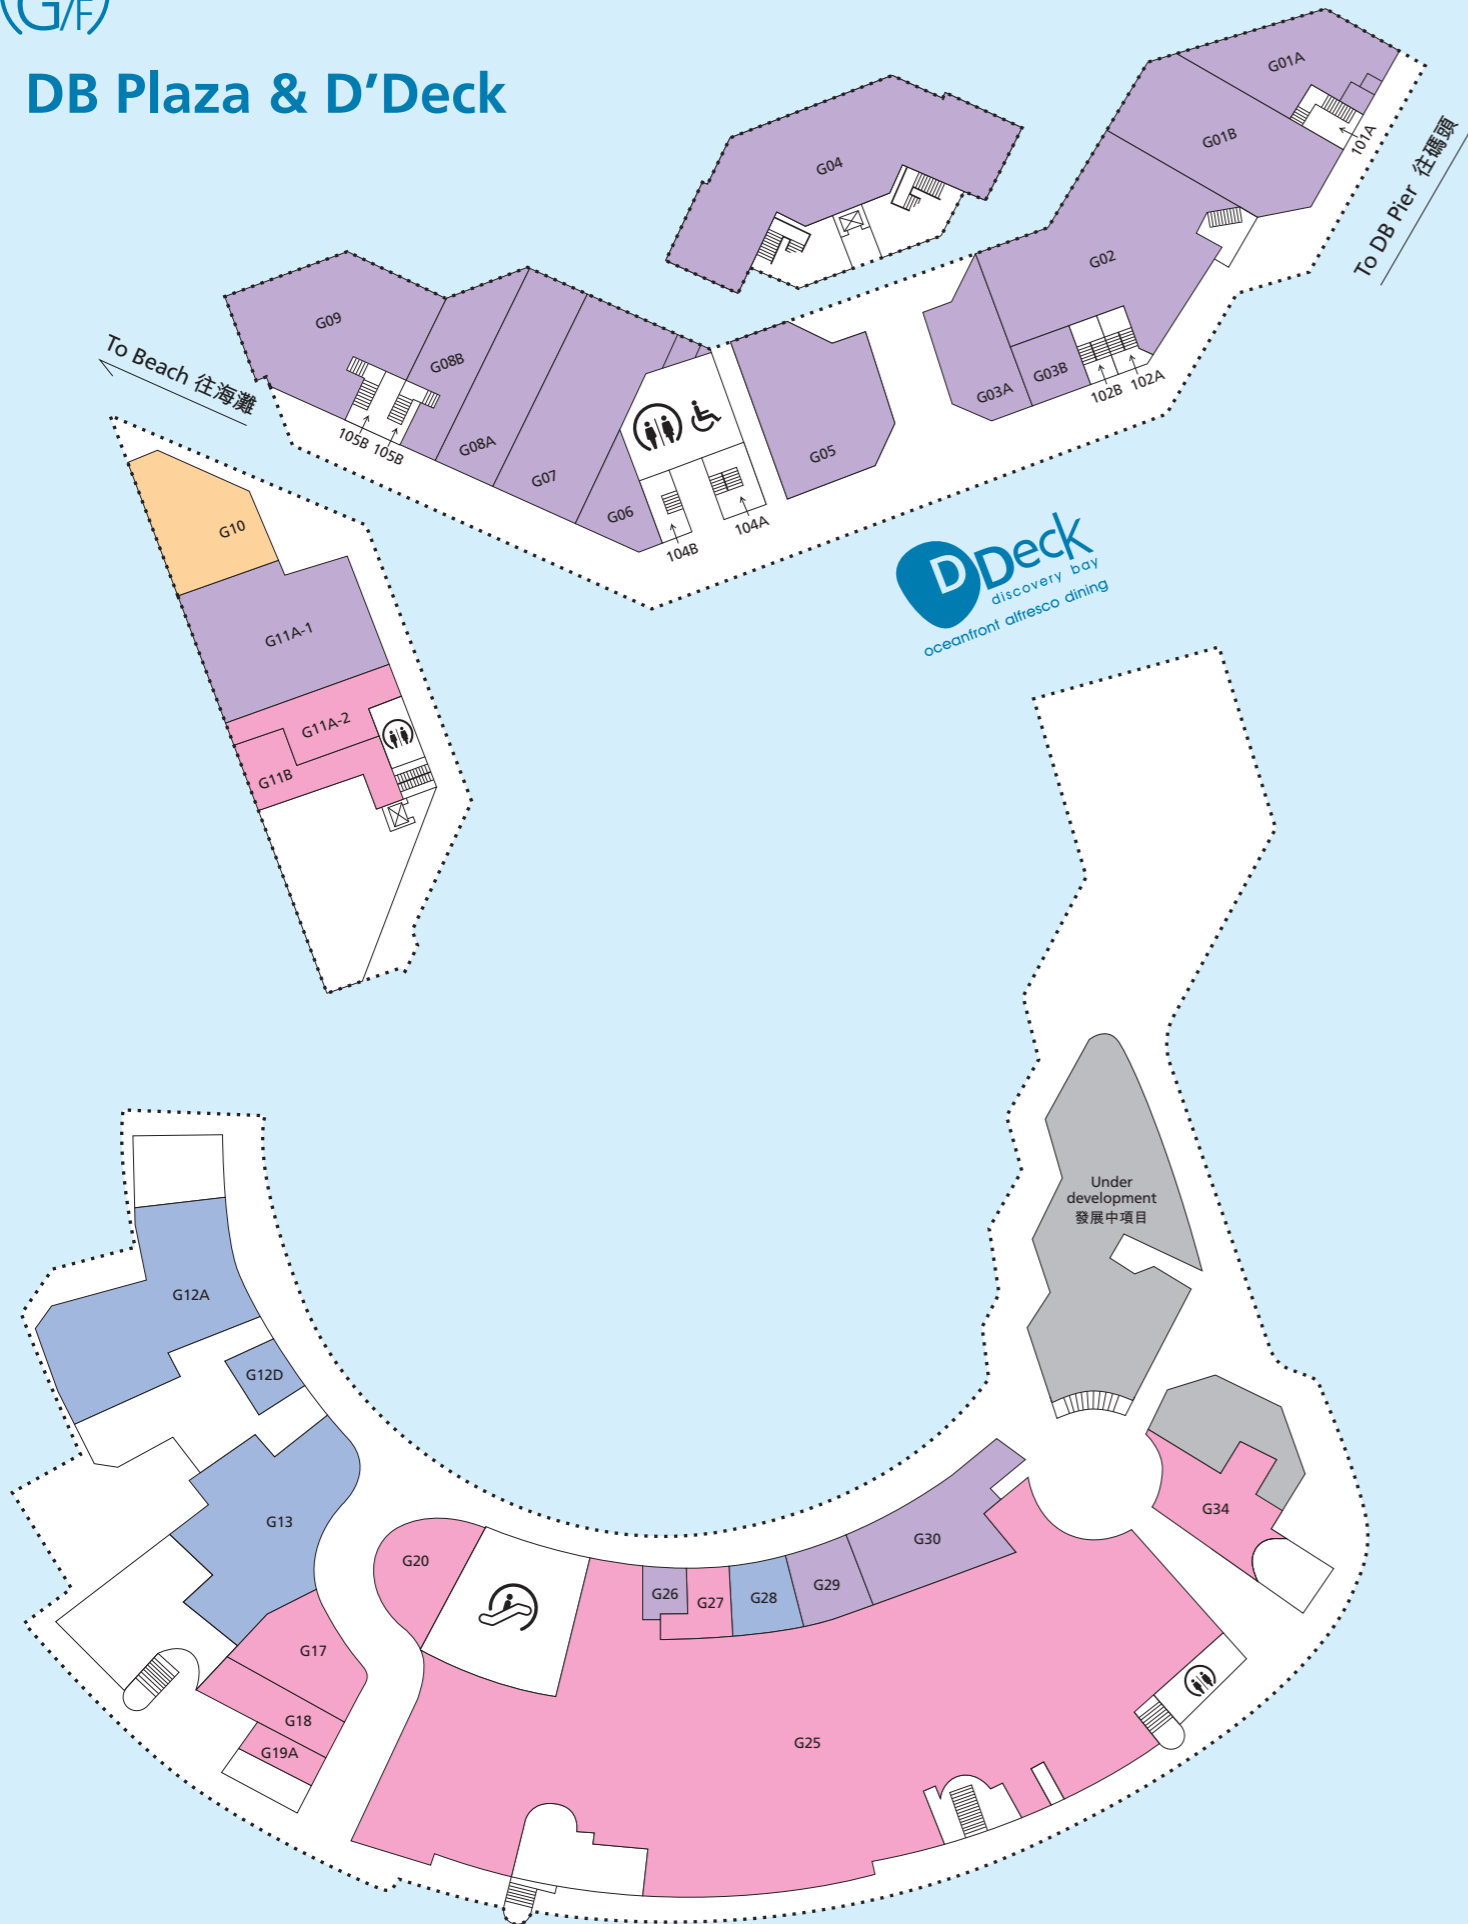 (G/F)
DB Plaza & D'Deck
G01A
G01B
101A
To DB Pier 往碼頭
G04
G02
G09
G08B
To Beach 往海灘
G03A
G03B
102B
102A
105B
105B
G08A
G07
G06
G05
104B
104A
G10
D DDeck
discovery bay
oceanfront alfresco dining
G11A-1
G11A-2
G11B
Under
development
發展中項目
G12A
G12D
G13
G34
G30
G20
G26
G27
G28
G29
G17
G18
G19A
G25